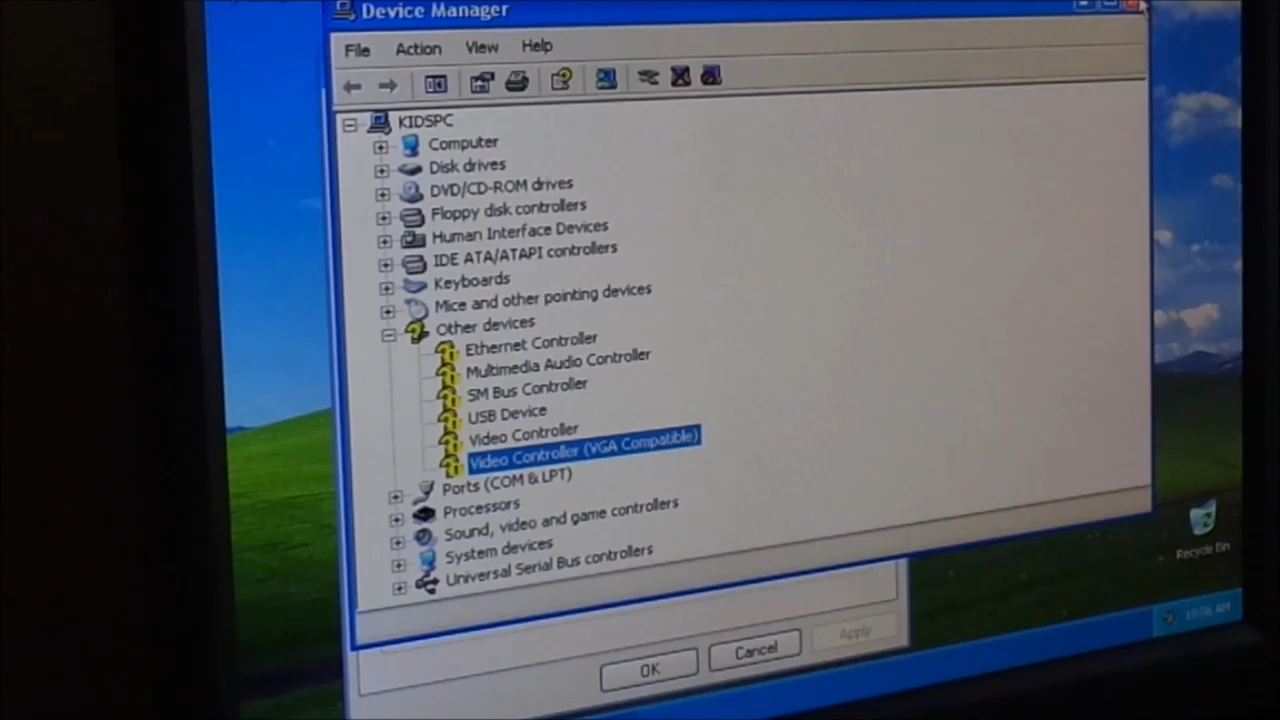 Device Manager
File Action View Help
KIDSPC
Computer
Disk drives
DVD/CD-ROM drives
Floppy disk controllers
Human Interface Devices
IDE ATA/ATAPI controllers
Keyboards
Mice and other pointing devices
Other devices
Ethernet Controller
Multimedia Audio Controller
SM Bus Controller
USB Device
Video Controller
Video Controller (VGA Compatible)
Ports (COM & LPT)
Processors
Sound, video and game controllers
System devices
Universal Serial Bus controllers
Recycle Bin
OK Cancel Apply